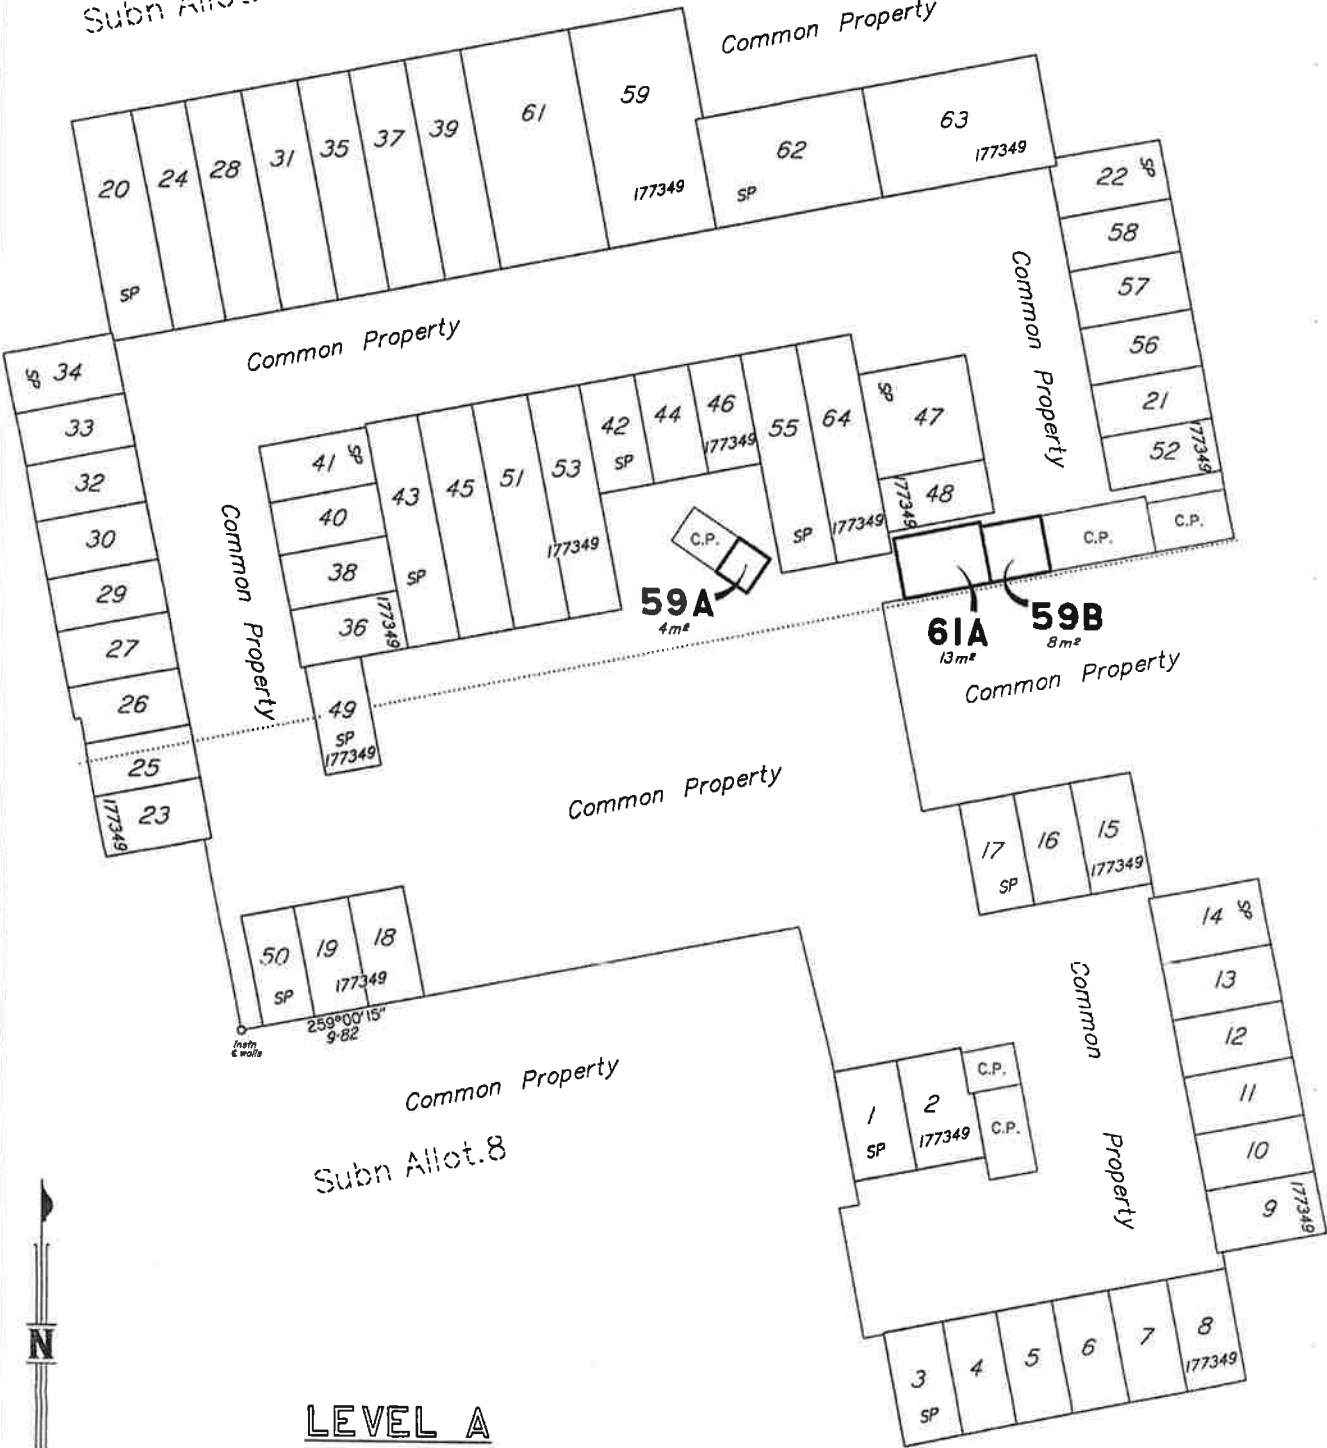 Subn Allot.
Common Property
20 24 28 31 35 37 39 61 59
SP 177349
62 63
SP 177349
22 SP
58
57
56
21
52 177349
Common Property
Common Property
34 SP
33
32
30
29
27
26
25
23 177349
Common Property
41 SP
40
38
36 177349
43 45 51 53
SP 177349
42 44 46
SP 177349
55 64
SP 177349
47 SP
48 177349
C.P.
C.P.
C.P.
59A
4m²
61A
13m²
59B
8m²
Common Property
49
SP
177349
Common Property
17 16 15
SP 177349
50 19 18
SP 177349
259°00'15"
9·82
Instn
& walls
14 SP
13
12
11
10
9 177349
Common Property
Common Property
1 2
SP 177349
C.P.
C.P.
Subn Allot.8
3 4 5 6 7 8
SP 177349
N
LEVEL A